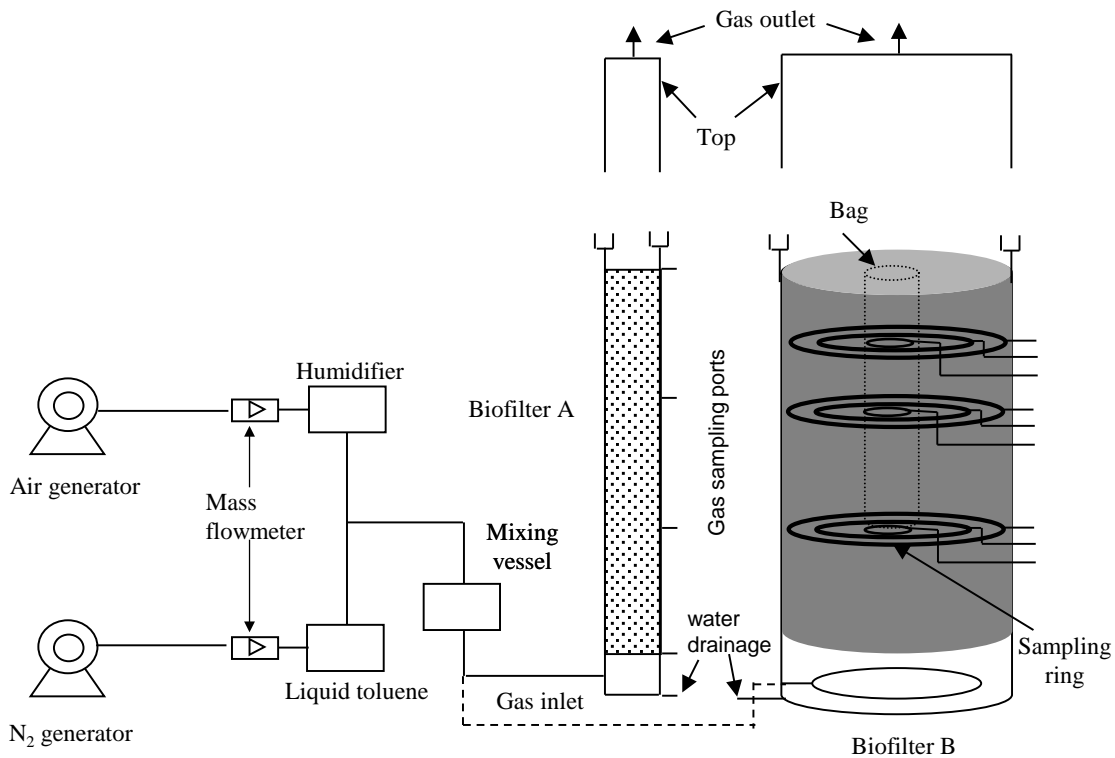 Gas outlet
Top
Bag
Humidifier
Biofilter A
Gas sampling ports
Air generator
Mass
flowmeter
Mixing
vessel
water
drainage
Sampling
ring
Liquid toluene
Gas inlet
N₂ generator
Biofilter B